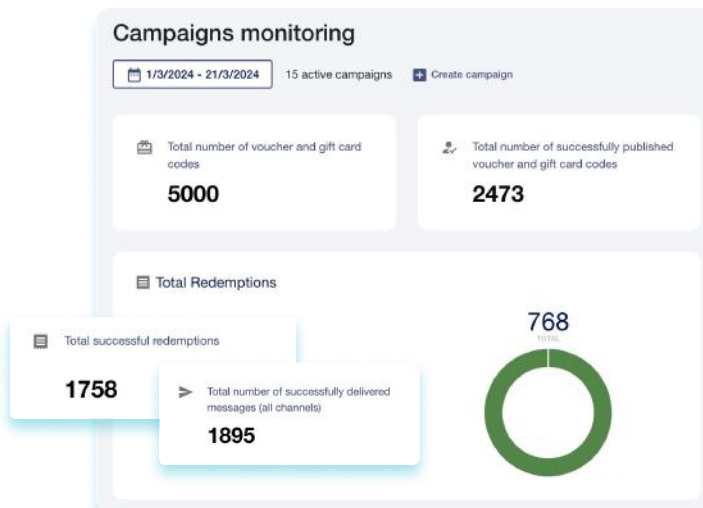 Campaigns monitoring
1/3/2024 - 21/3/2024
15 active campaigns
Create campaign
Total number of voucher and gift card
codes
5000
Total number of successfully published
voucher and gift card codes
2473
Total Redemptions
768
TOTAL
Total successful redemptions
1758
Total number of successfully delivered
messages (all channels)
1895